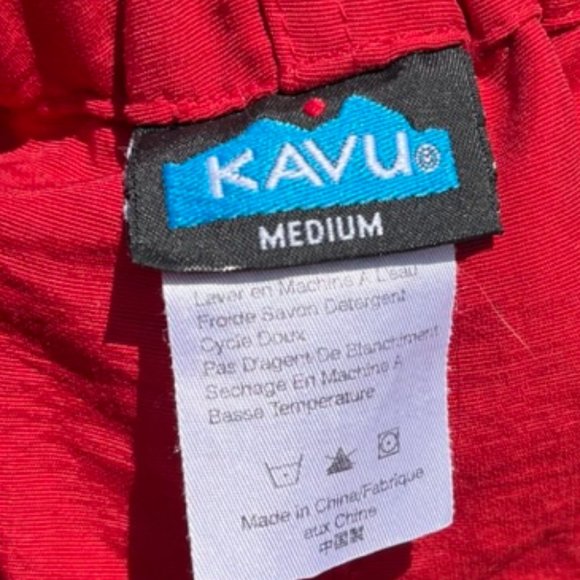 KAVU
MEDIUM
Laver en Machine A L'eau
Froide Savon Detergent
Cycle Doux
Pas D'agent De Blanchment
Sechage En Machine A
Basse Temperature
Made in China/Fabrique
aux Chine
中国製